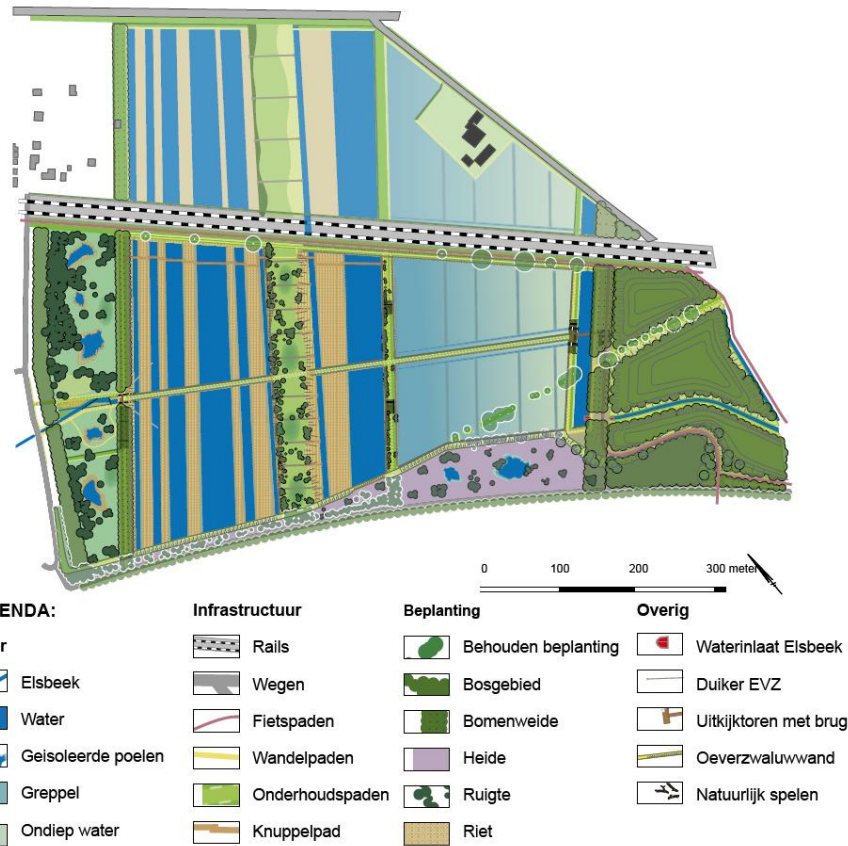 0 100 200 300 meter
ENDA:
r
Elsbeek
Water
Geisoleerde poelen
Greppel
Ondiep water
Infrastructuur
Rails
Wegen
Fietspaden
Wandelpaden
Onderhoudspaden
Knuppelpad
Beplanting
Behouden beplanting
Bosgebied
Bomenweide
Heide
Ruigte
Riet
Overig
Waterinlaat Elsbeek
Duiker EVZ
Uitkijktoren met brug
Oeverzwaluwwand
Natuurlijk spelen